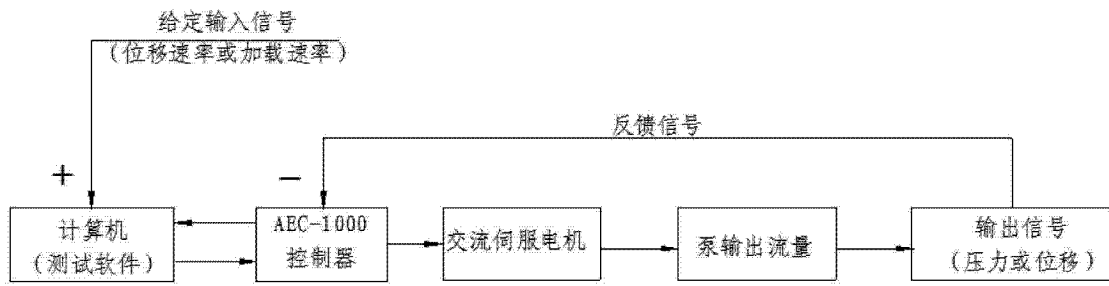 给定输入信号
(位移速率或加载速率)
反馈信号
+
−
计算机
(测试软件)
AEC-1000
控制器
交流伺服电机
泵输出流量
输出信号
(压力或位移)